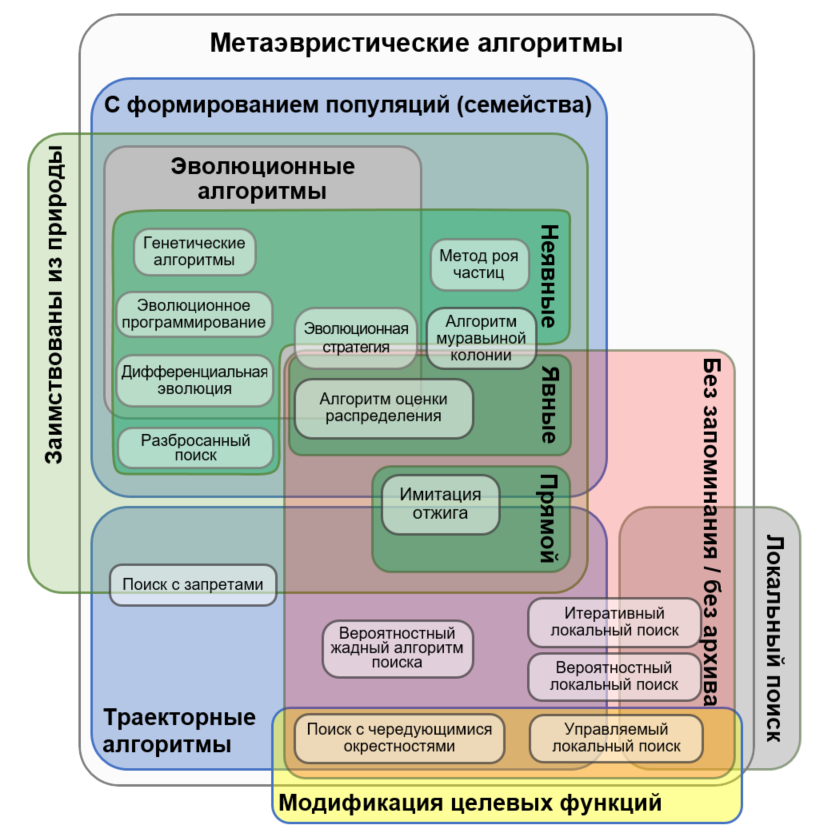 Метаэвристические алгоритмы
С формированием популяций (семейства)
Заимствованы из природы
Эволюционные
алгоритмы
Неявные
Генетические
алгоритмы
Метод роя
частиц
Эволюционное
программирование
Эволюционная
стратегия
Алгоритм
муравьиной
колонии
Дифференциальная
эволюция
Явные
Алгоритм оценки
распределения
Без запоминания / без архива
Разбросанный
поиск
Прямой
Имитация
отжига
Локальный поиск
Поиск с запретами
Итеративный
локальный поиск
Вероятностный
жадный алгоритм
поиска
Вероятностный
локальный поиск
Траекторные
алгоритмы
Поиск с чередующимися
окрестностями
Управляемый
локальный поиск
Модификация целевых функций